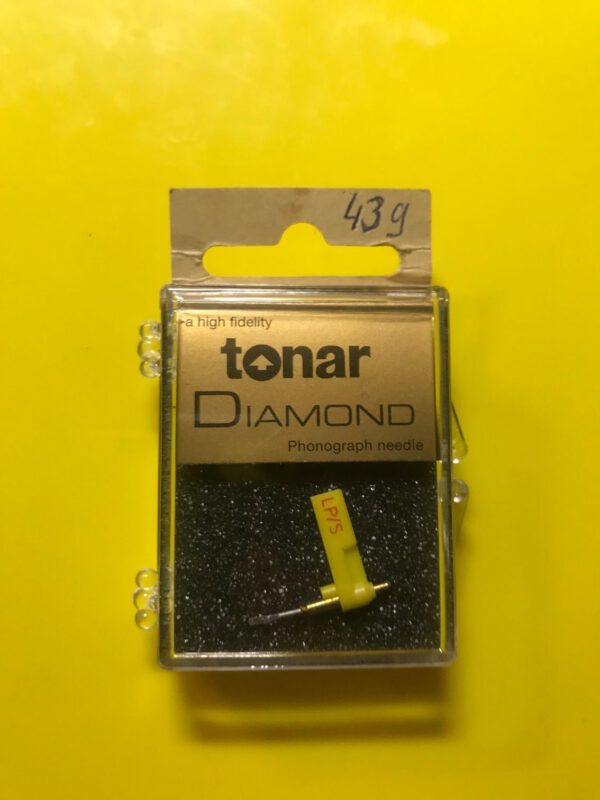 43g
a high fidelity
tonar
DIAMOND
Phonograph needle
LP/S